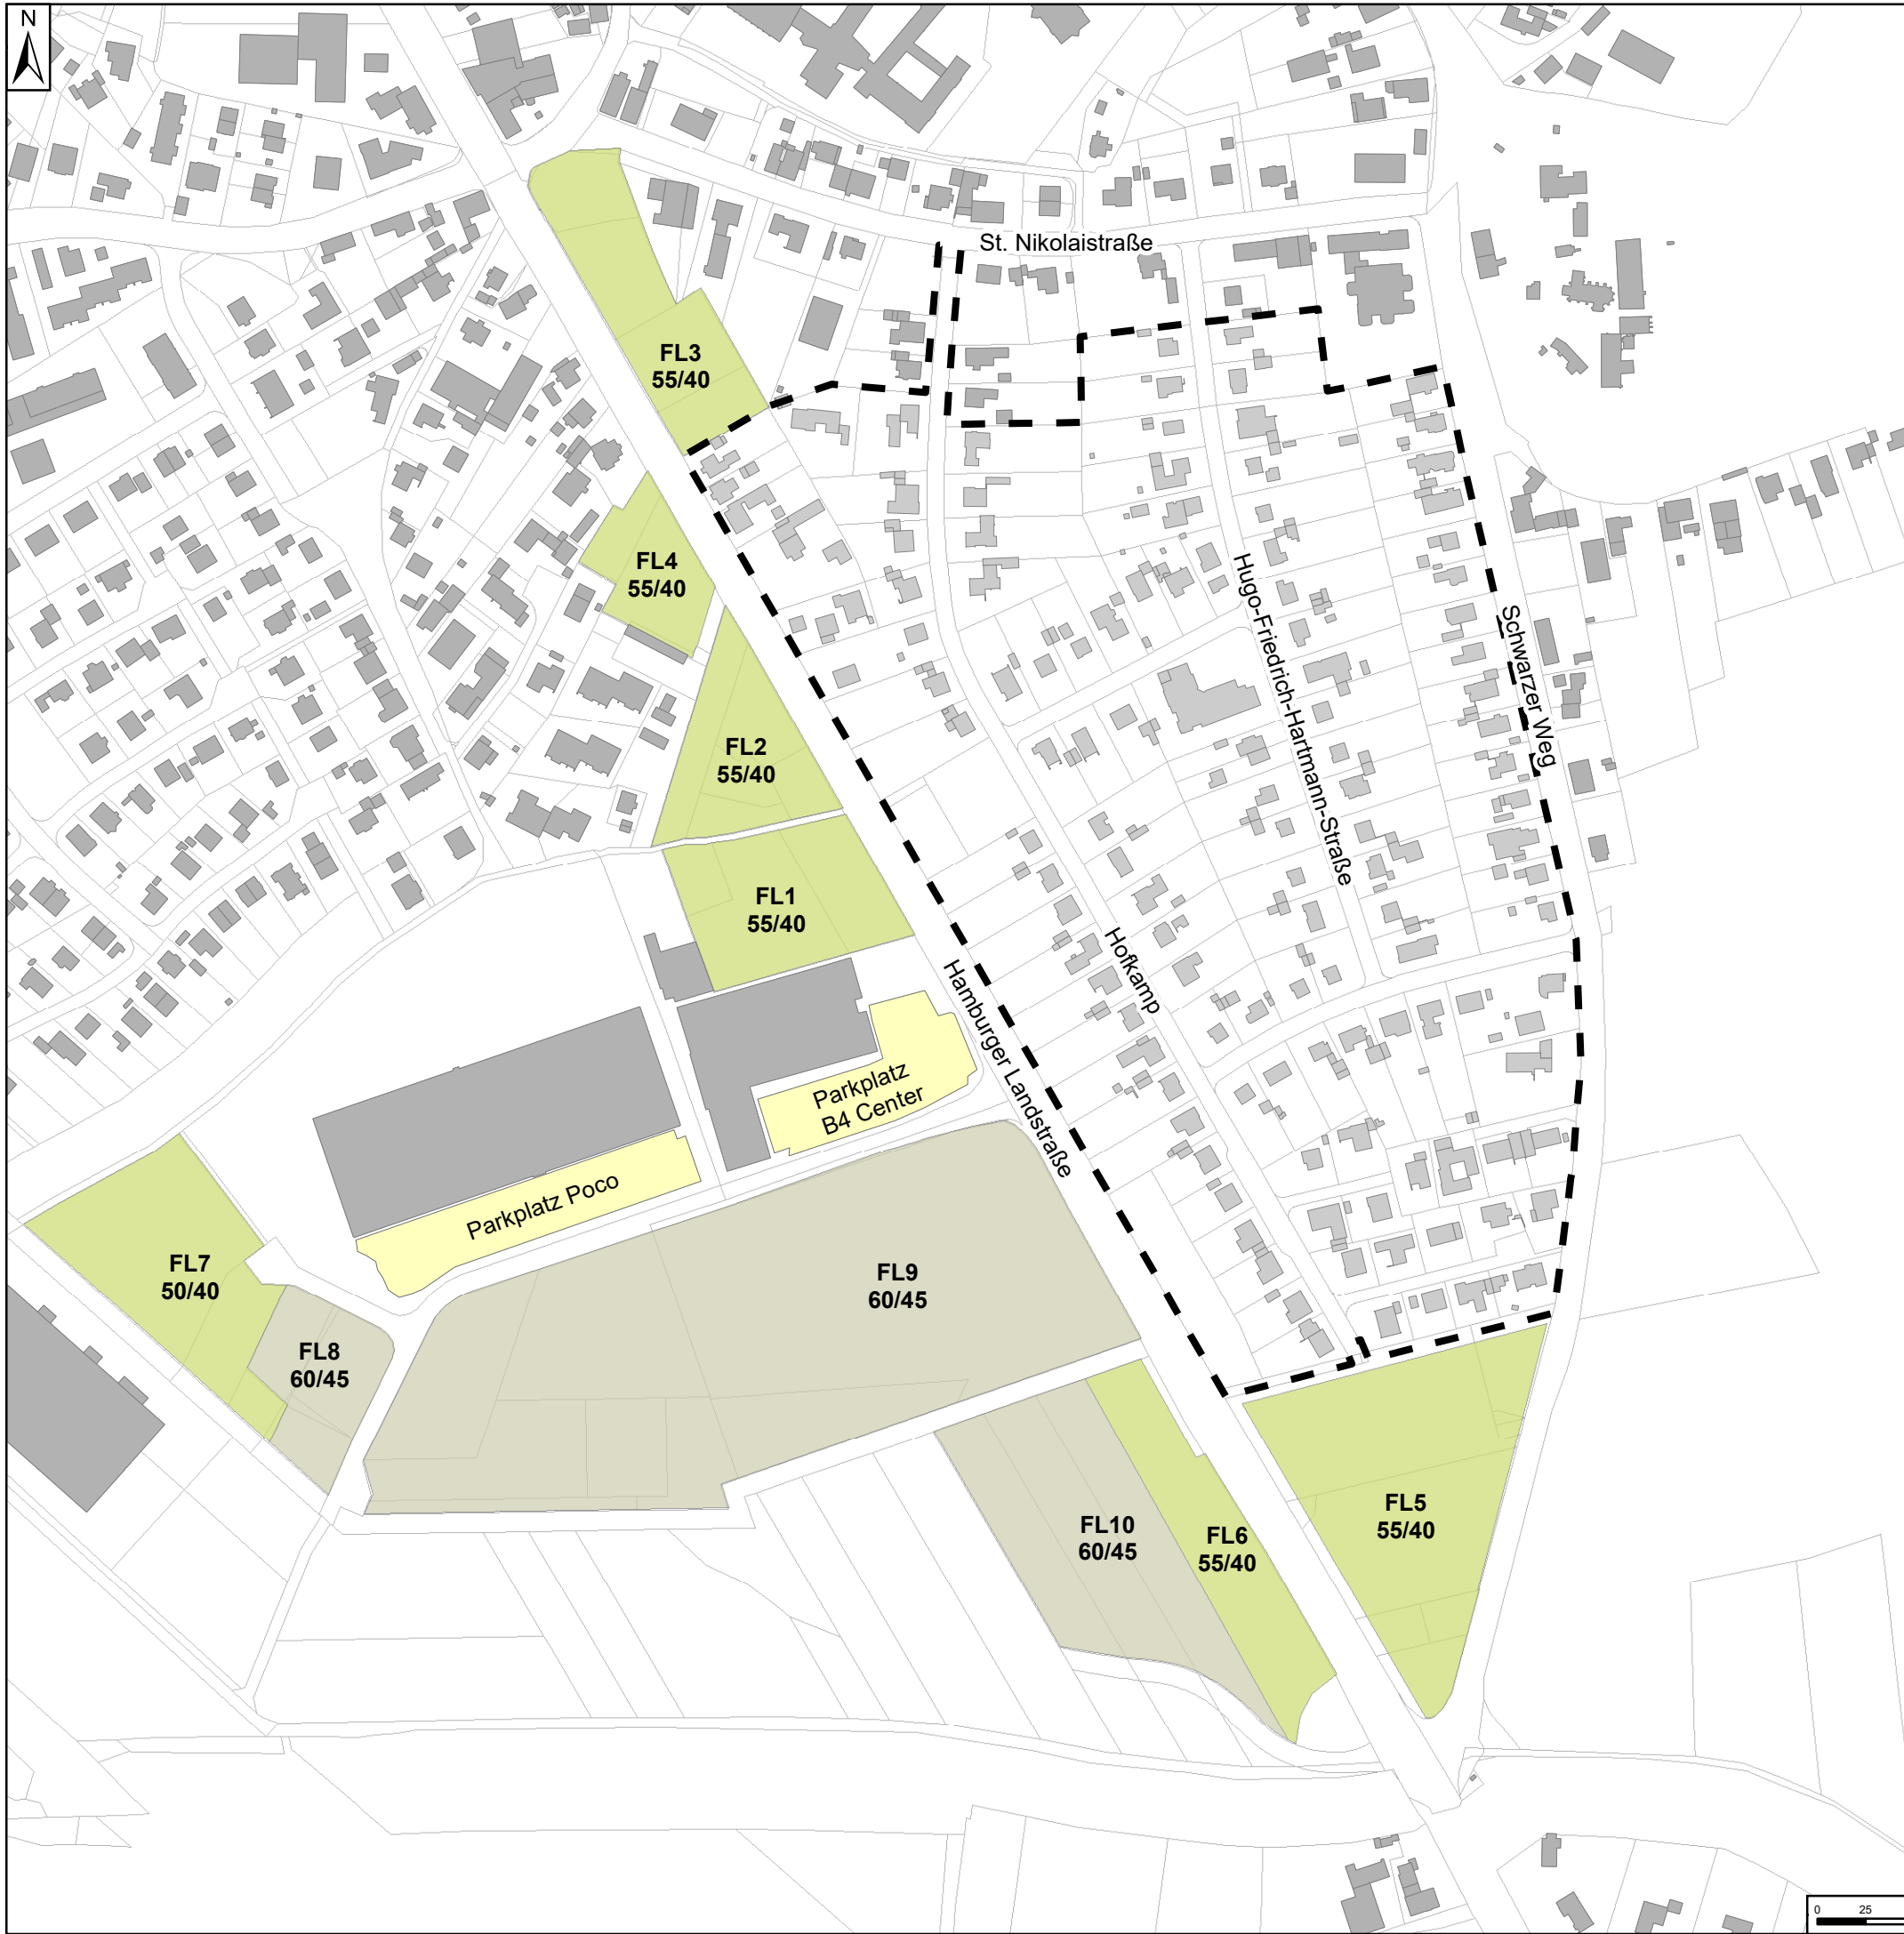 N
St. Nikolaistraße
FL3
55/40
FL4
55/40
Hugo-Friedrich-Hartmann-Straße
Schwarzer Weg
FL2
55/40
FL1
55/40
Hofkamp
Hamburger Landstraße
Parkplatz
B4 Center
Parkplatz Poco
FL7
50/40
FL9
60/45
FL8
60/45
FL5
55/40
FL10
60/45
FL6
55/40
0 25